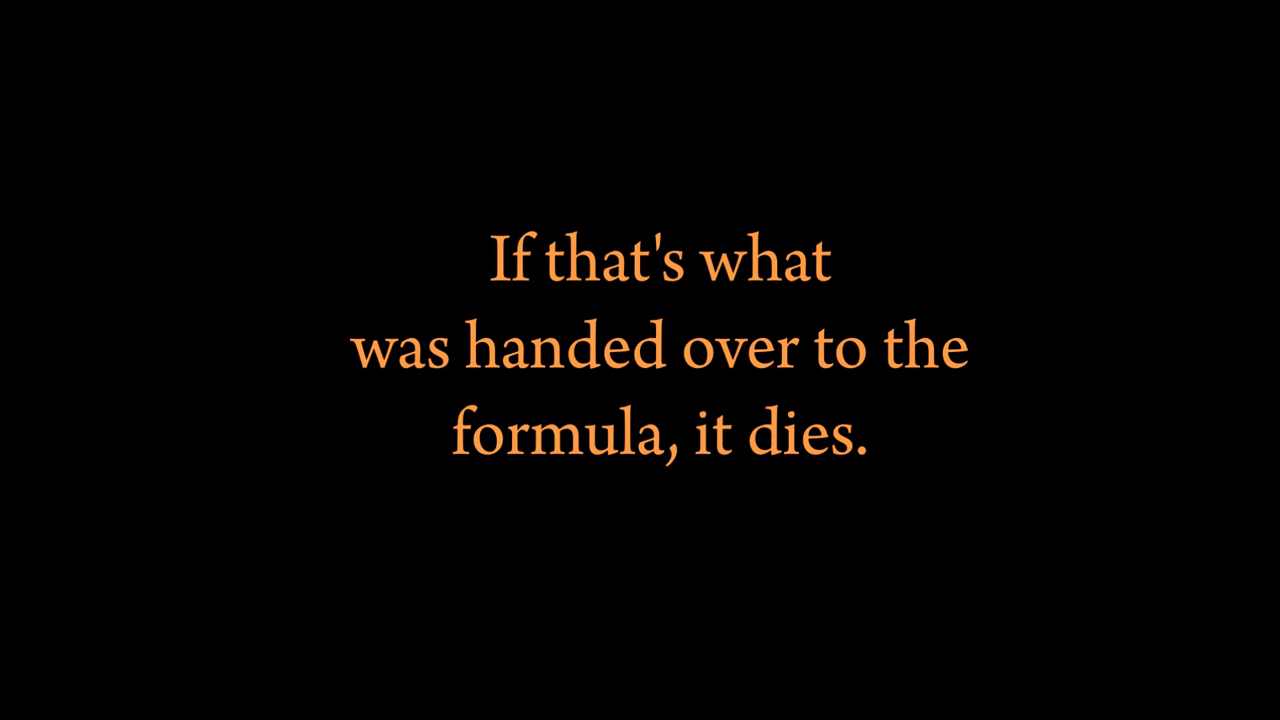 If that's what
was handed over to the
formula, it dies.